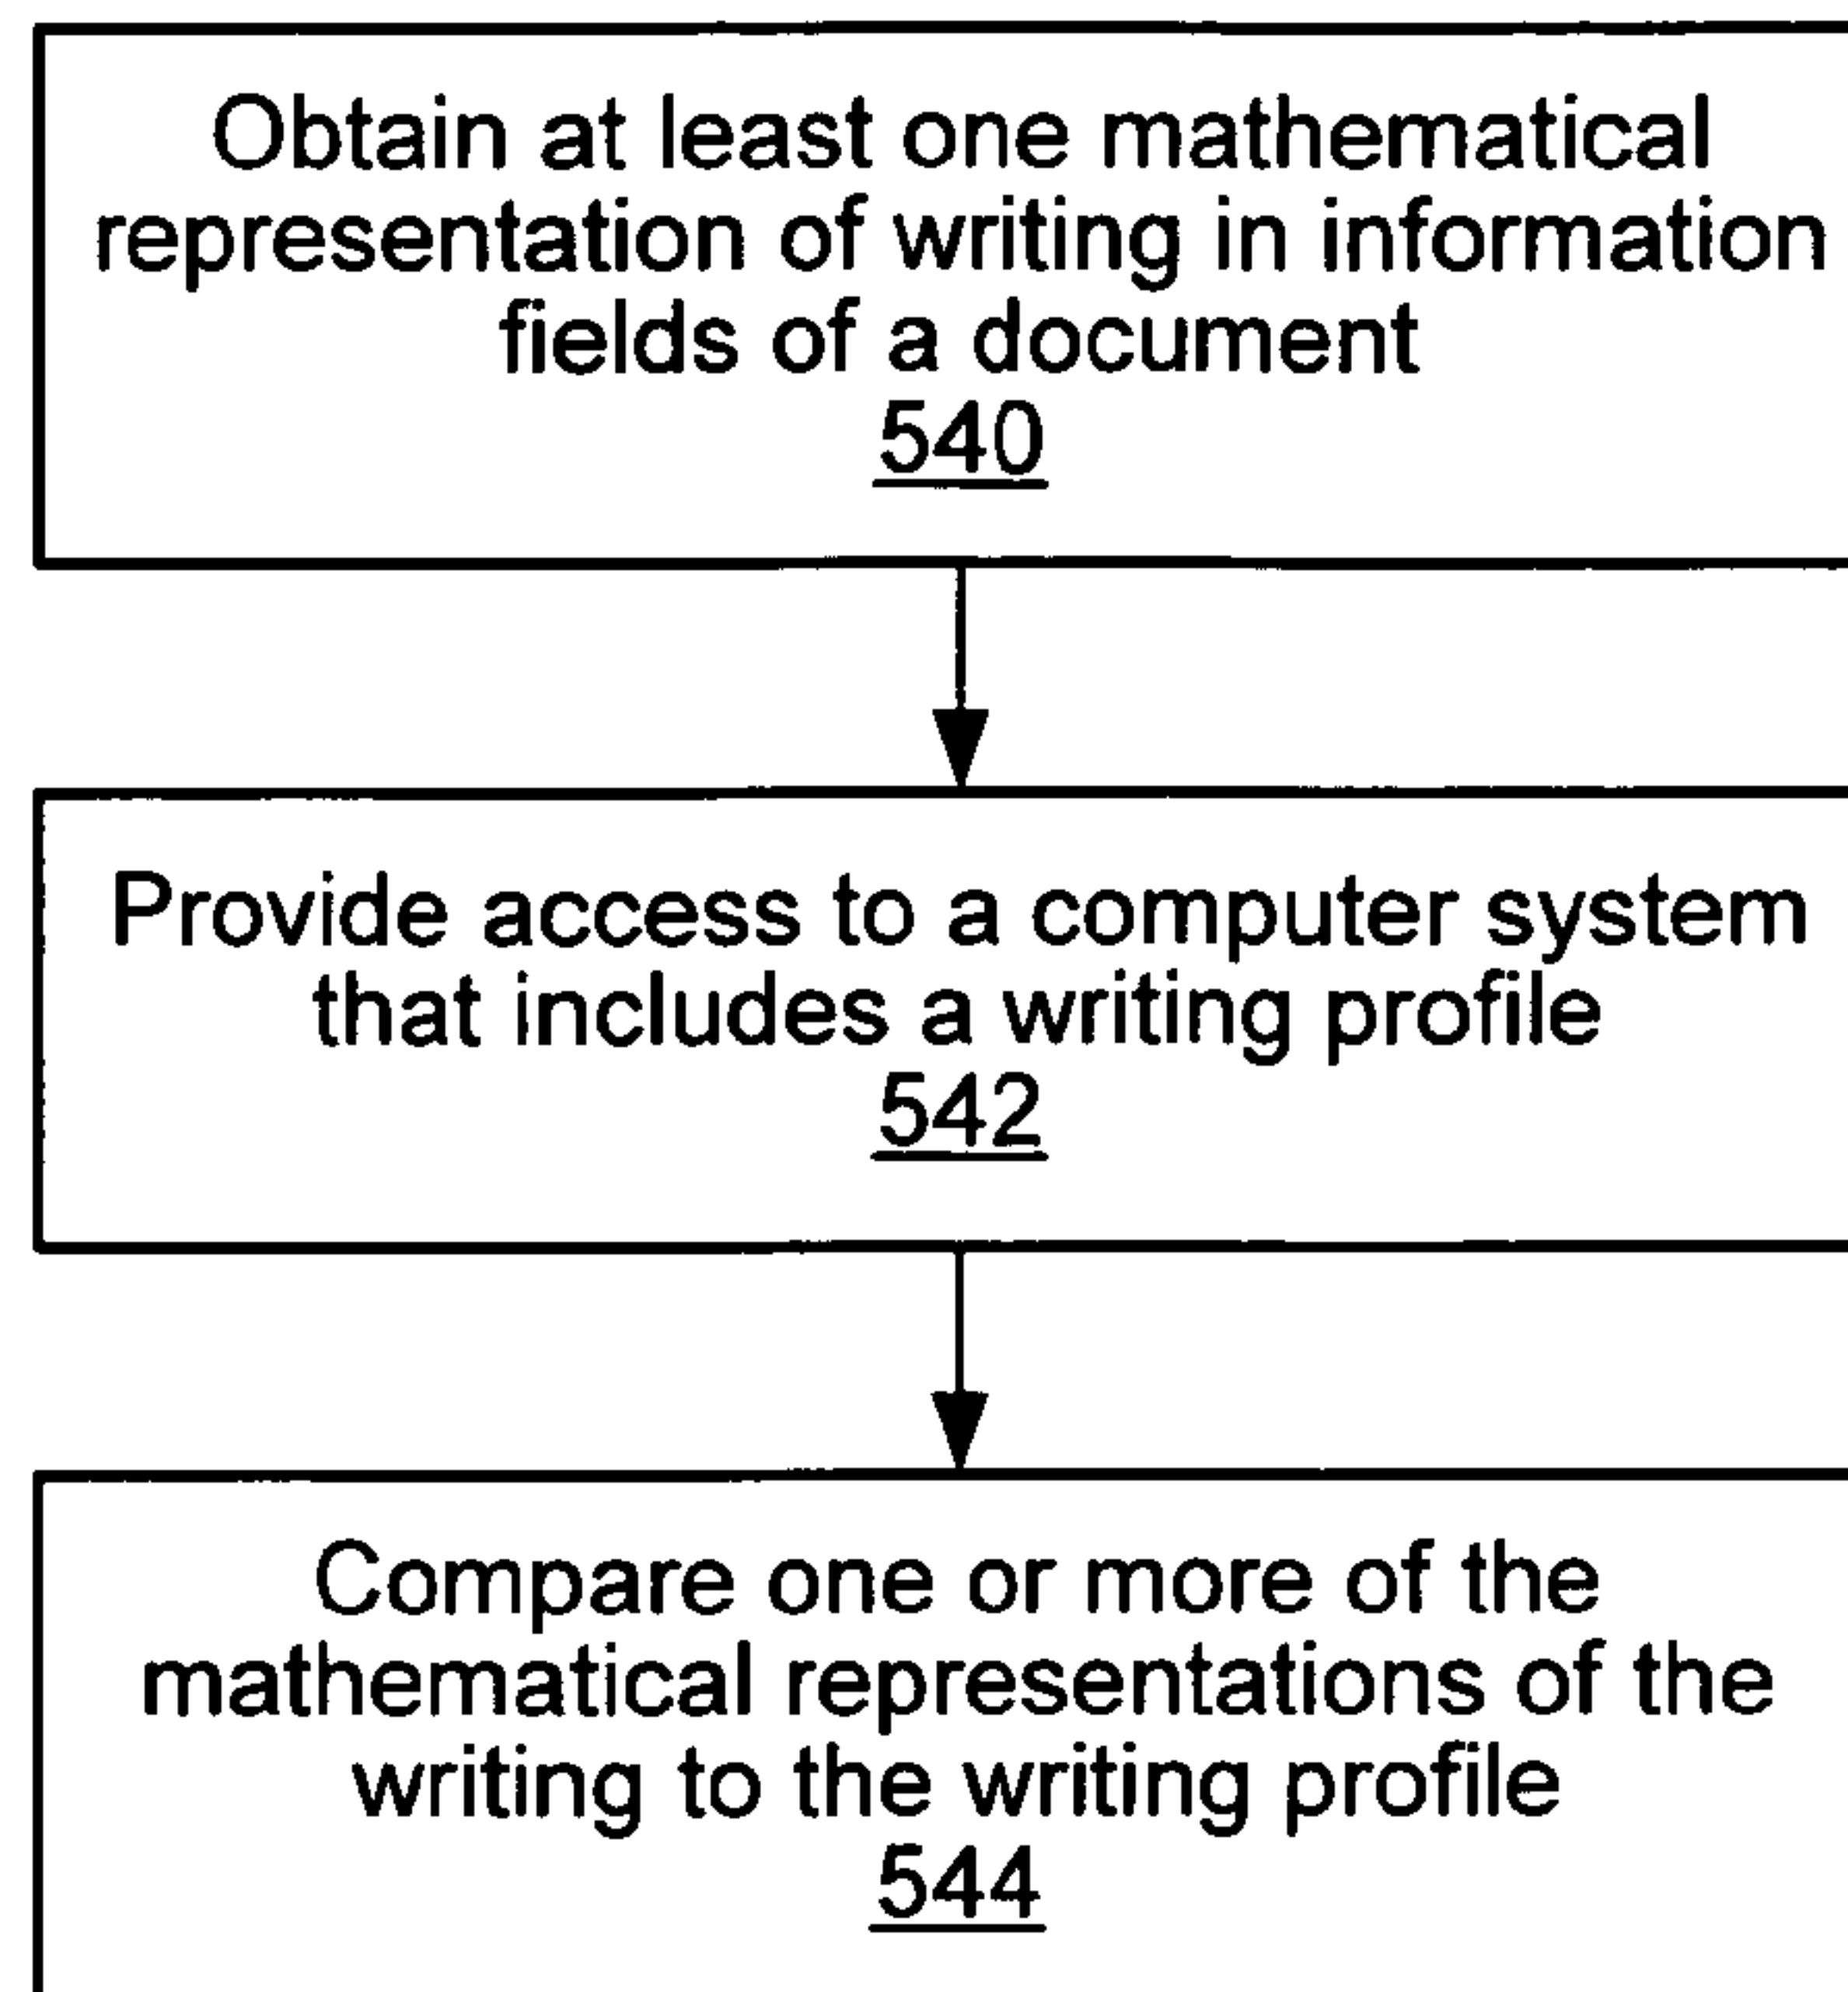 Obtain at least one mathematical
representation of writing in information
fields of a document
540
Provide access to a computer system
that includes a writing profile
542
Compare one or more of the
mathematical representations of the
writing to the writing profile
544